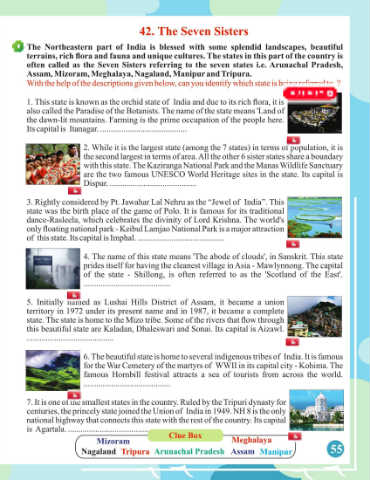 42. The Seven Sisters
The Northeastern part of India is blessed with some splendid landscapes, beautiful
terrains, rich flora and fauna and unique cultures. The states in this part of the country is
often called as the Seven Sisters referring to the seven states i.e. Arunachal Pradesh,
Assam, Mizoram, Meghalaya, Nagaland, Manipur and Tripura.
With the help of the descriptions given below, can you identify which state is being referred to ?
1. This state is known as the orchid state of India and due to its rich flora, it is
also called the Paradise of the Botanists. The name of the state means 'Land of
the dawn-lit mountains. Farming is the prime occupation of the people here.
Its capital is Itanagar. ........................................
2. While it is the largest state (among the 7 states) in terms of population, it is
the second largest in terms of area. All the other 6 sister states share a boundary
with this state. The Kaziranga National Park and the Manas Wildlife Sanctuary
are the two famous UNESCO World Heritage sites in the state. Its capital is
Dispur. ........................................
3. Rightly considered by Pt. Jawahar Lal Nehru as the “Jewel of India”. This
state was the birth place of the game of Polo. It is famous for its traditional
dance-Rasleela, which celebrates the divinity of Lord Krishna. The world's
only floating national park - Keibul Lamjao National Park is a major attraction
of this state. Its capital is Imphal. ........................................
4. The name of this state means 'The abode of clouds', in Sanskrit. This state
prides itself for having the cleanest village in Asia - Mawlynnong. The capital
of the state - Shillong, is often referred to as the 'Scotland of the East'.
........................................
5. Initially named as Lushai Hills District of Assam, it became a union
territory in 1972 under its present name and in 1987, it became a complete
state. The state is home to the Mizo tribe. Some of the rivers that flow through
this beautiful state are Kaladan, Dhaleswari and Sonai. Its capital is Aizawl.
........................................
6. The beautiful state is home to several indigenous tribes of India. It is famous
for the War Cemetery of the martyrs of WWII in its capital city - Kohima. The
famous Hornbill festival attracts a sea of tourists from across the world.
........................................
7. It is one of the smallest states in the country. Ruled by the Tripuri dynasty for
centuries, the princely state joined the Union of India in 1949. NH 8 is the only
national highway that connects this state with the rest of the country. Its capital
is Agartala. ........................................
Clue Box
Mizoram Meghalaya
Nagaland Tripura Arunachal Pradesh Assam Manipur
55